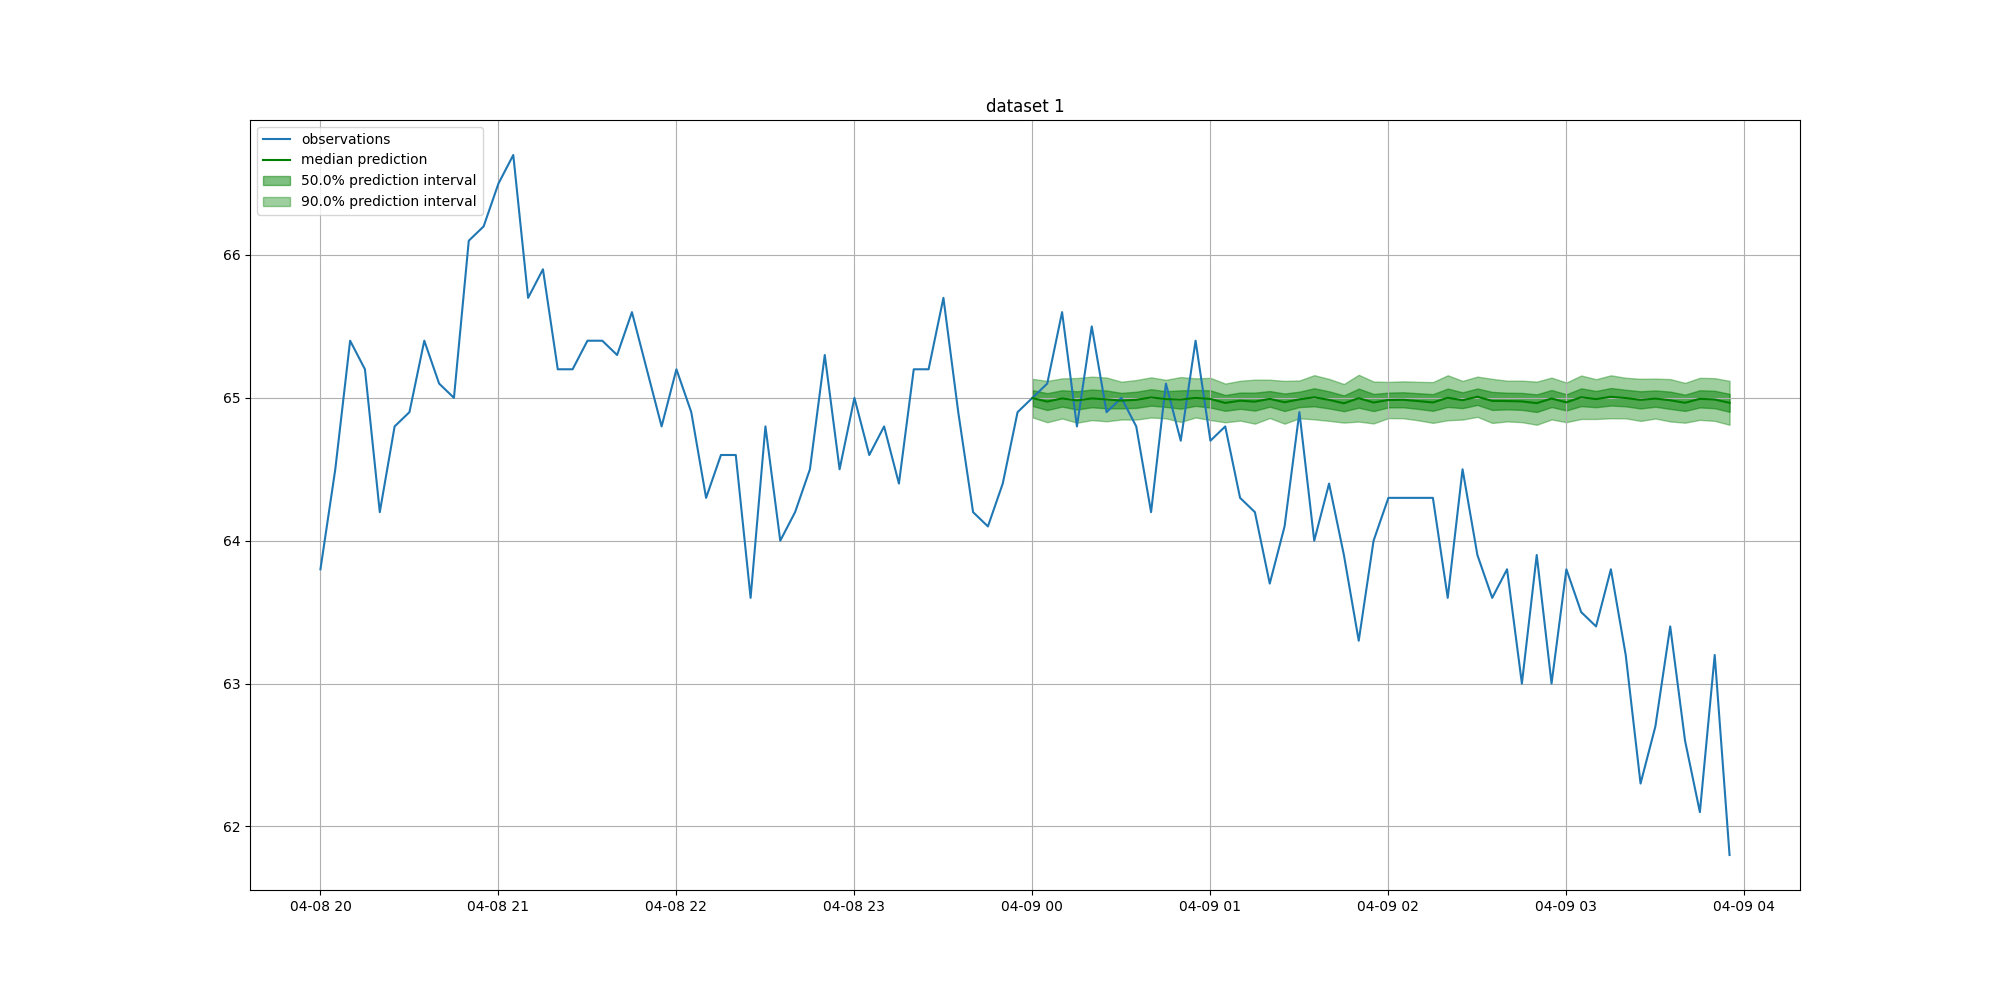 dataset 1
observations
median prediction
50.0% prediction interval
90.0% prediction interval
66
65
64
63
62
04-08 20 04-08 21 04-08 22 04-08 23 04-09 00 04-09 01 04-09 02 04-09 03 04-09 04